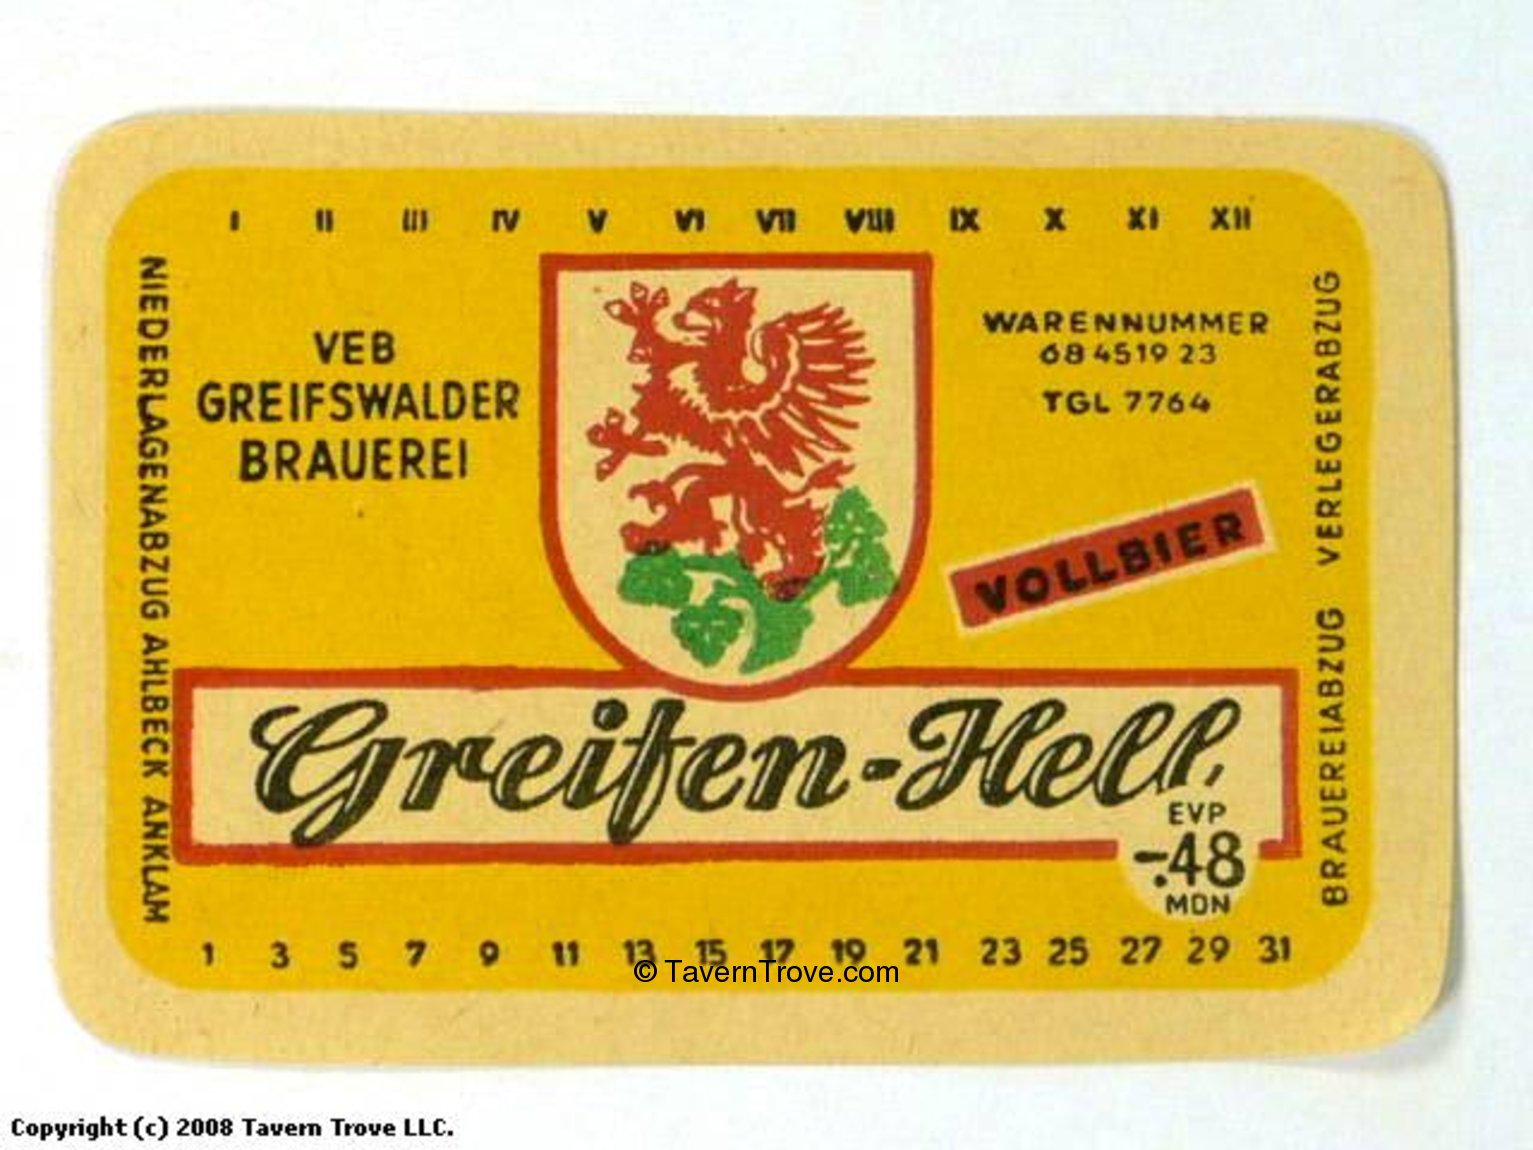 I II III IV V VI VII VIII IX X XI XII
NIEDERLAGENABZUG AHLBECK ANKLAM
VEB
GREIFSWALDER
BRAUEREI
WARENNUMMER
68 4519 23
TGL 7764
VOLLBIER
BRAUEREIABZUG VERLEGERABZUG
Greifen-Hell
EVP
-.48
MDN
1 3 5 7 9 11 13 15 17 19 21 23 25 27 29 31
© TavernTrove.com
Copyright (c) 2008 Tavern Trove LLC.